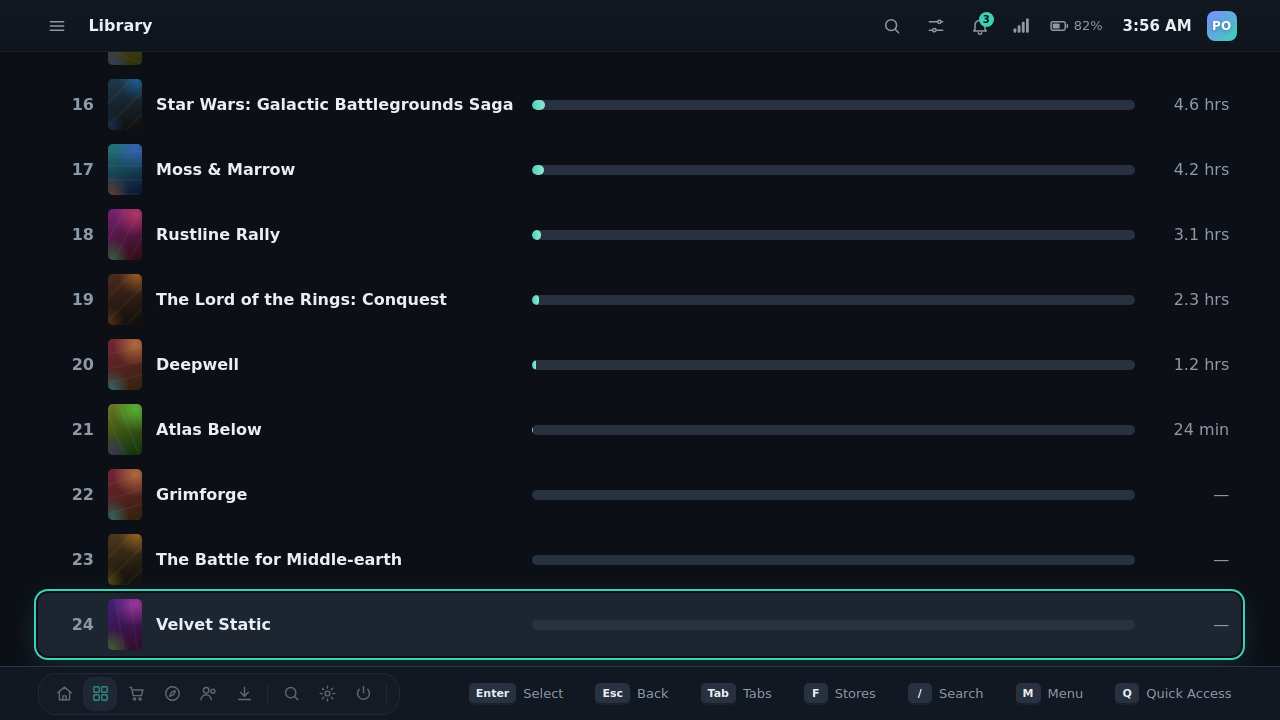 Library
3
82%
3:56 AM
PO
16 Star Wars: Galactic Battlegrounds Saga 4.6 hrs
17 Moss & Marrow 4.2 hrs
18 Rustline Rally 3.1 hrs
19 The Lord of the Rings: Conquest 2.3 hrs
20 Deepwell 1.2 hrs
21 Atlas Below 24 min
22 Grimforge —
23 The Battle for Middle-earth —
24 Velvet Static —
Enter Select Esc Back Tab Tabs F Stores / Search M Menu Q Quick Access